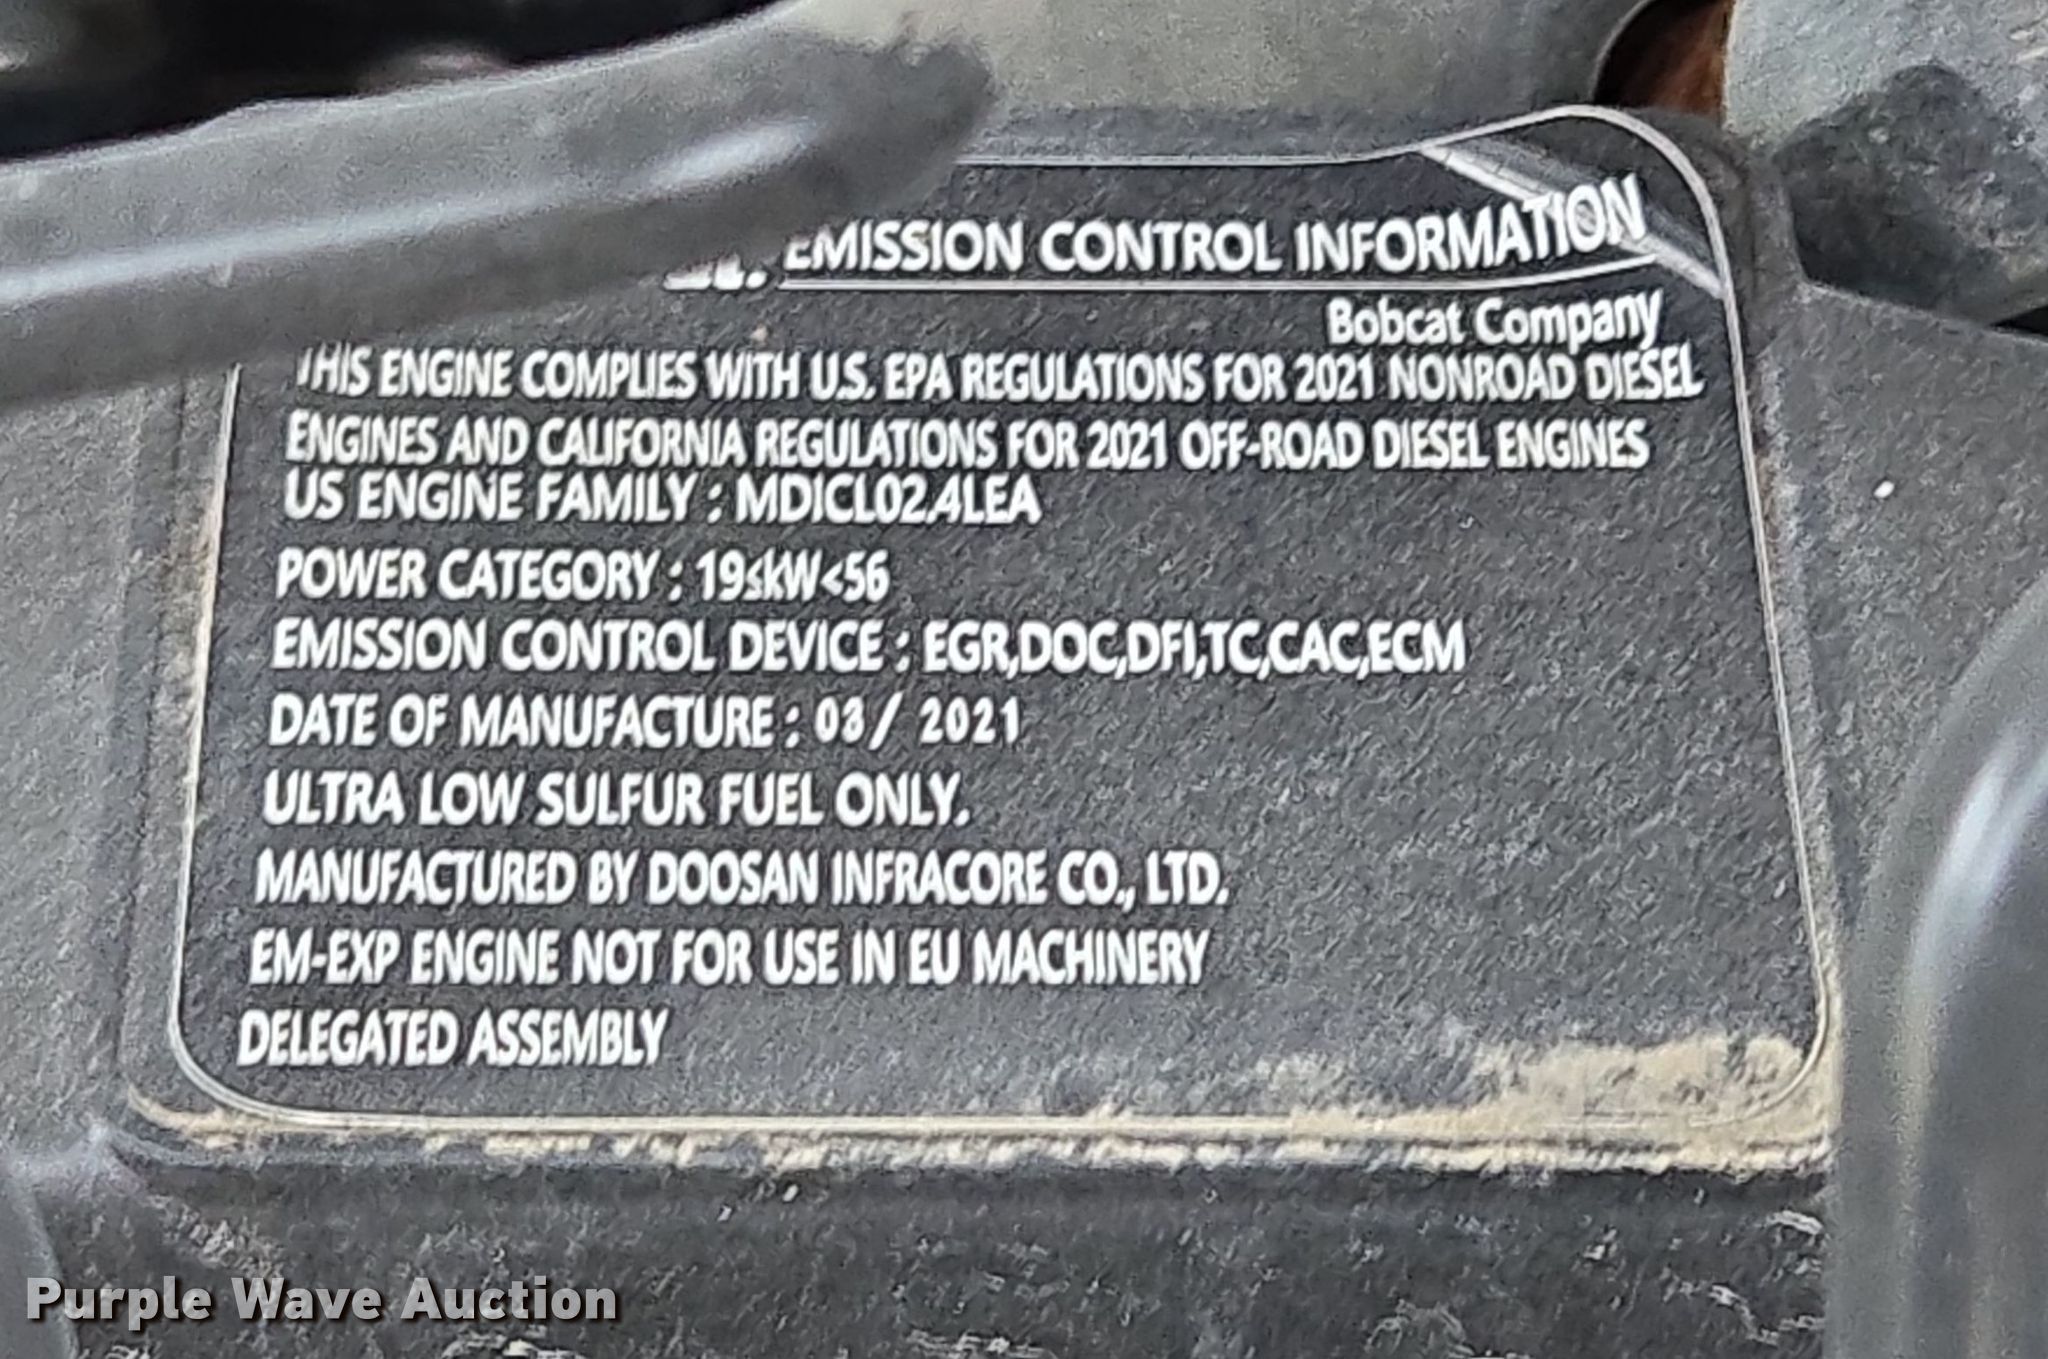 EMISSION CONTROL INFORMATION
Bobcat Company
THIS ENGINE COMPLIES WITH U.S. EPA REGULATIONS FOR 2021 NONROAD DIESEL
ENGINES AND CALIFORNIA REGULATIONS FOR 2021 OFF-ROAD DIESEL ENGINES
US ENGINE FAMILY : MDICL02.4LEA
POWER CATEGORY : 19≤kW<56
EMISSION CONTROL DEVICE : EGR,DOC,DFI,TC,CAC,ECM
DATE OF MANUFACTURE : 03/ 2021
ULTRA LOW SULFUR FUEL ONLY.
MANUFACTURED BY DOOSAN INFRACORE CO., LTD.
EM-EXP ENGINE NOT FOR USE IN EU MACHINERY
DELEGATED ASSEMBLY
Purple Wave Auction